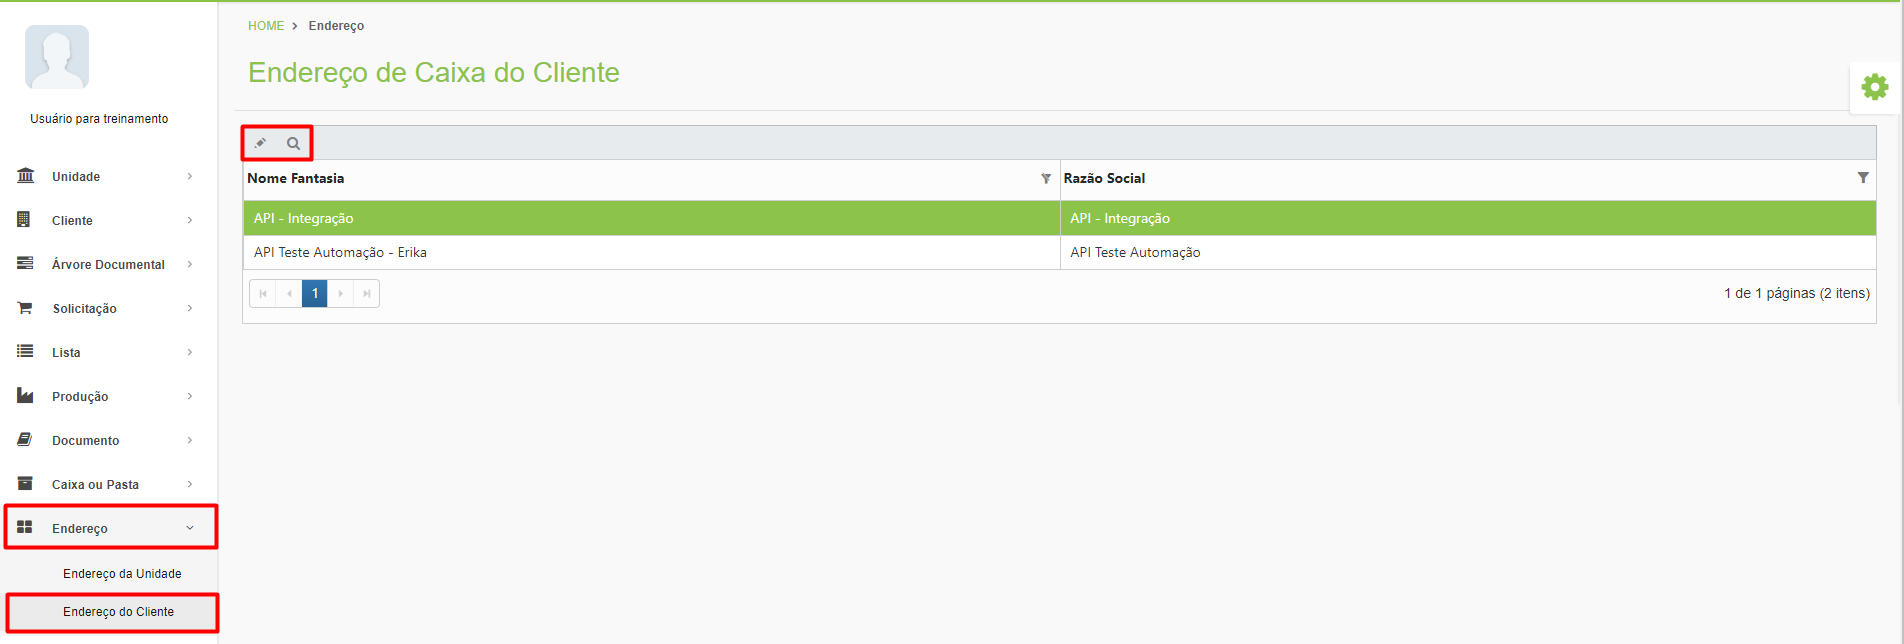 HOME > Endereço
Endereço de Caixa do Cliente
Usuário para treinamento
Unidade
Cliente
Árvore Documental
Solicitação
Lista
Produção
Documento
Caixa ou Pasta
Endereço
Endereço da Unidade
Endereço do Cliente
Nome Fantasia Razão Social
API - Integração API - Integração
API Teste Automação - Erika API Teste Automação
1 1 de 1 páginas (2 itens)